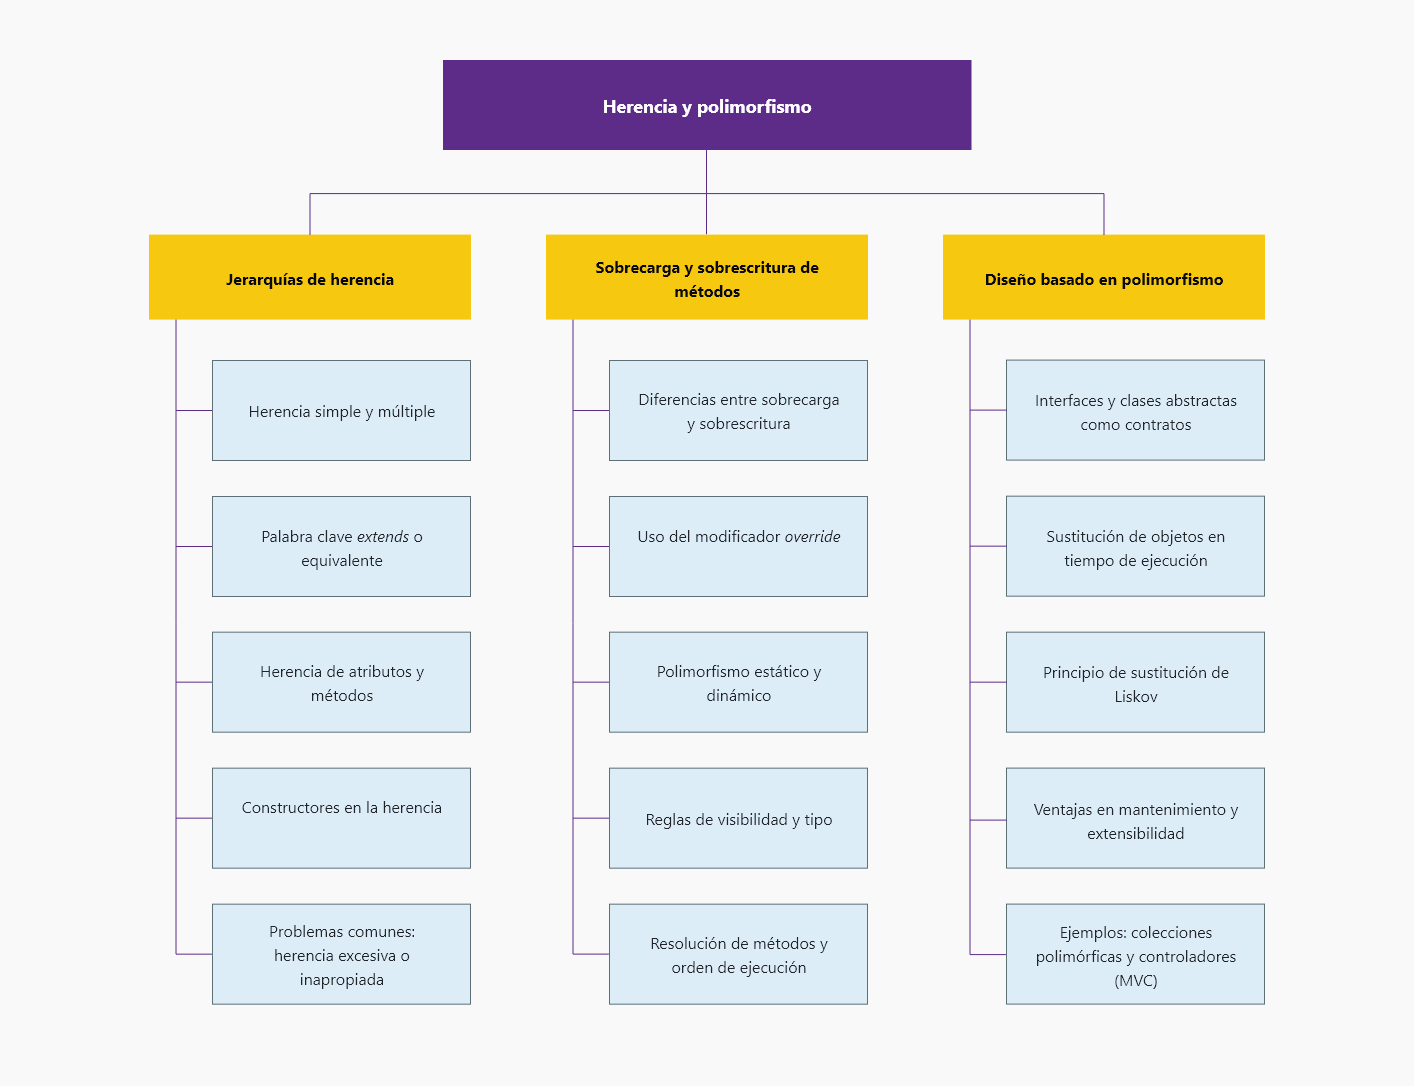 Herencia y polimorfismo
Jerarquías de herencia
Herencia simple y múltiple
Palabra clave extends o
equivalente
Herencia de atributos y
métodos
Constructores en la herencia
Problemas comunes:
herencia excesiva o
inapropiada
Sobrecarga y sobrescritura de
métodos
Diferencias entre sobrecarga
y sobrescritura
Uso del modificador override
Polimorfismo estático y
dinámico
Reglas de visibilidad y tipo
Resolución de métodos y
orden de ejecución
Diseño basado en polimorfismo
Interfaces y clases abstractas
como contratos
Sustitución de objetos en
tiempo de ejecución
Principio de sustitución de
Liskov
Ventajas en mantenimiento y
extensibilidad
Ejemplos: colecciones
polimórficas y controladores
(MVC)